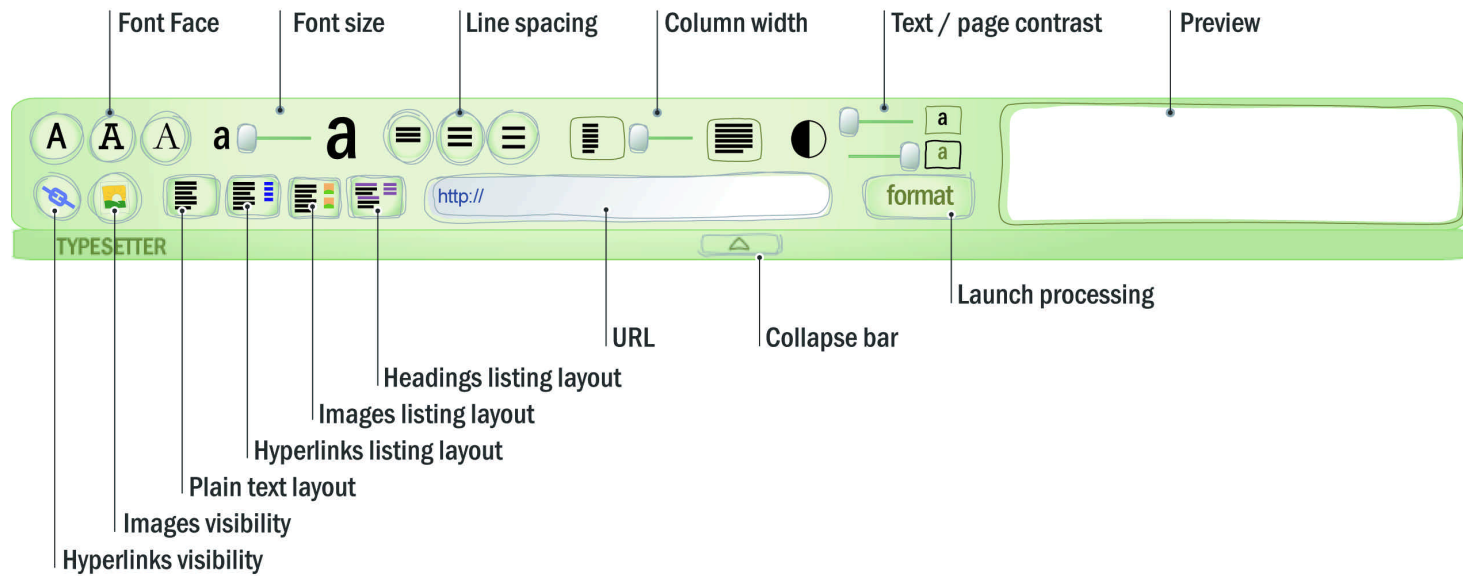 Font Face
Font size
Line spacing
Column width
Text / page contrast
Preview
A A A a a a
a
http:// format
TYPESETTER
Launch processing
URL
Collapse bar
Headings listing layout
Images listing layout
Hyperlinks listing layout
Plain text layout
Images visibility
Hyperlinks visibility